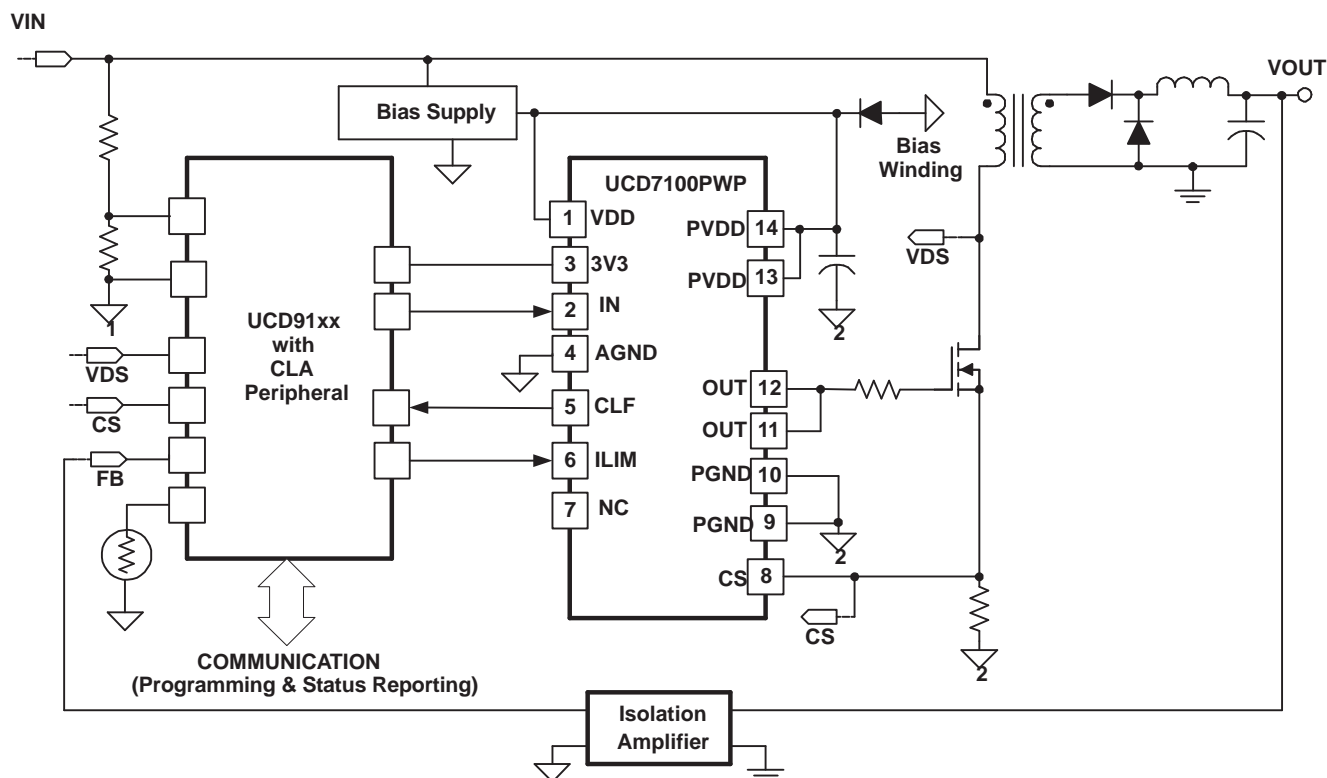 VIN
VOUT
Bias Supply
Bias
Winding
UCD7100PWP
1 VDD
3 3V3
2 IN
4 AGND
5 CLF
6 ILIM
7 NC
PVDD 14
PVDD 13
OUT 12
OUT 11
PGND 10
PGND 9
CS 8
2
2
2
VDS
CS
UCD91xx
with
CLA
Peripheral
1
VDS
CS
FB
COMMUNICATION
(Programming & Status Reporting)
Isolation
Amplifier